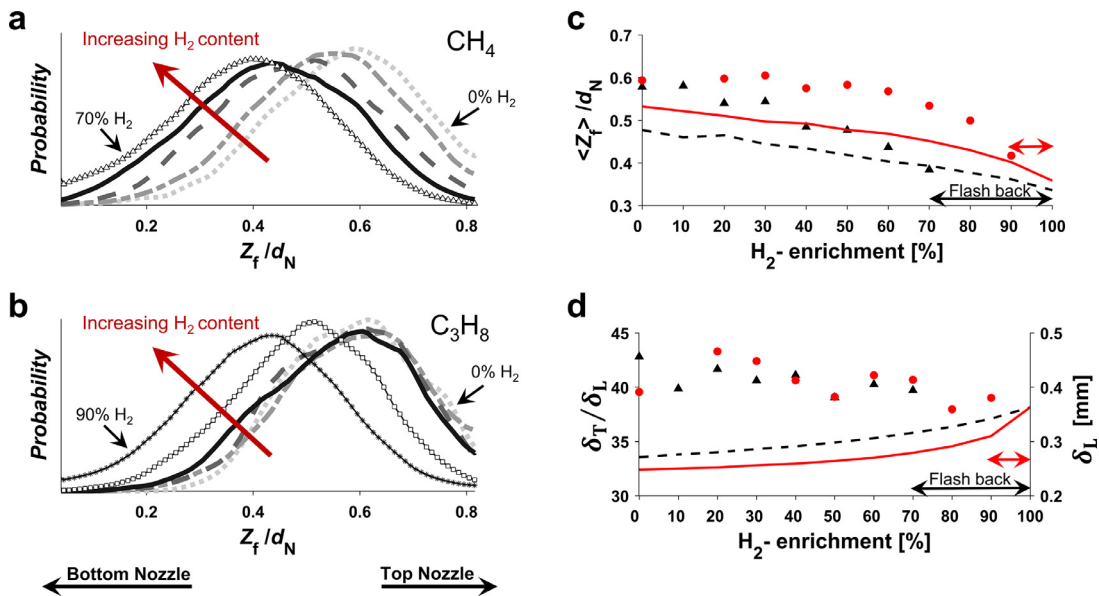 a
Increasing H2 content
CH4
70% H2
0% H2
Probability
0.2 0.4 0.6 0.8
Zf /dN
b
Increasing H2 content
C3H8
90% H2
0% H2
Probability
0.2 0.4 0.6 0.8
Zf /dN
Bottom Nozzle
Top Nozzle
c
0.7
0.6
0.5
0.4
0.3
<Zf> /dN
Flash back
0 10 20 30 40 50 60 70 80 90 100
H2- enrichment [%]
d
45
42
39
36
33
30
δT / δL
0.5
0.4
0.3
0.2
δL [mm]
Flash back
0 10 20 30 40 50 60 70 80 90 100
H2- enrichment [%]